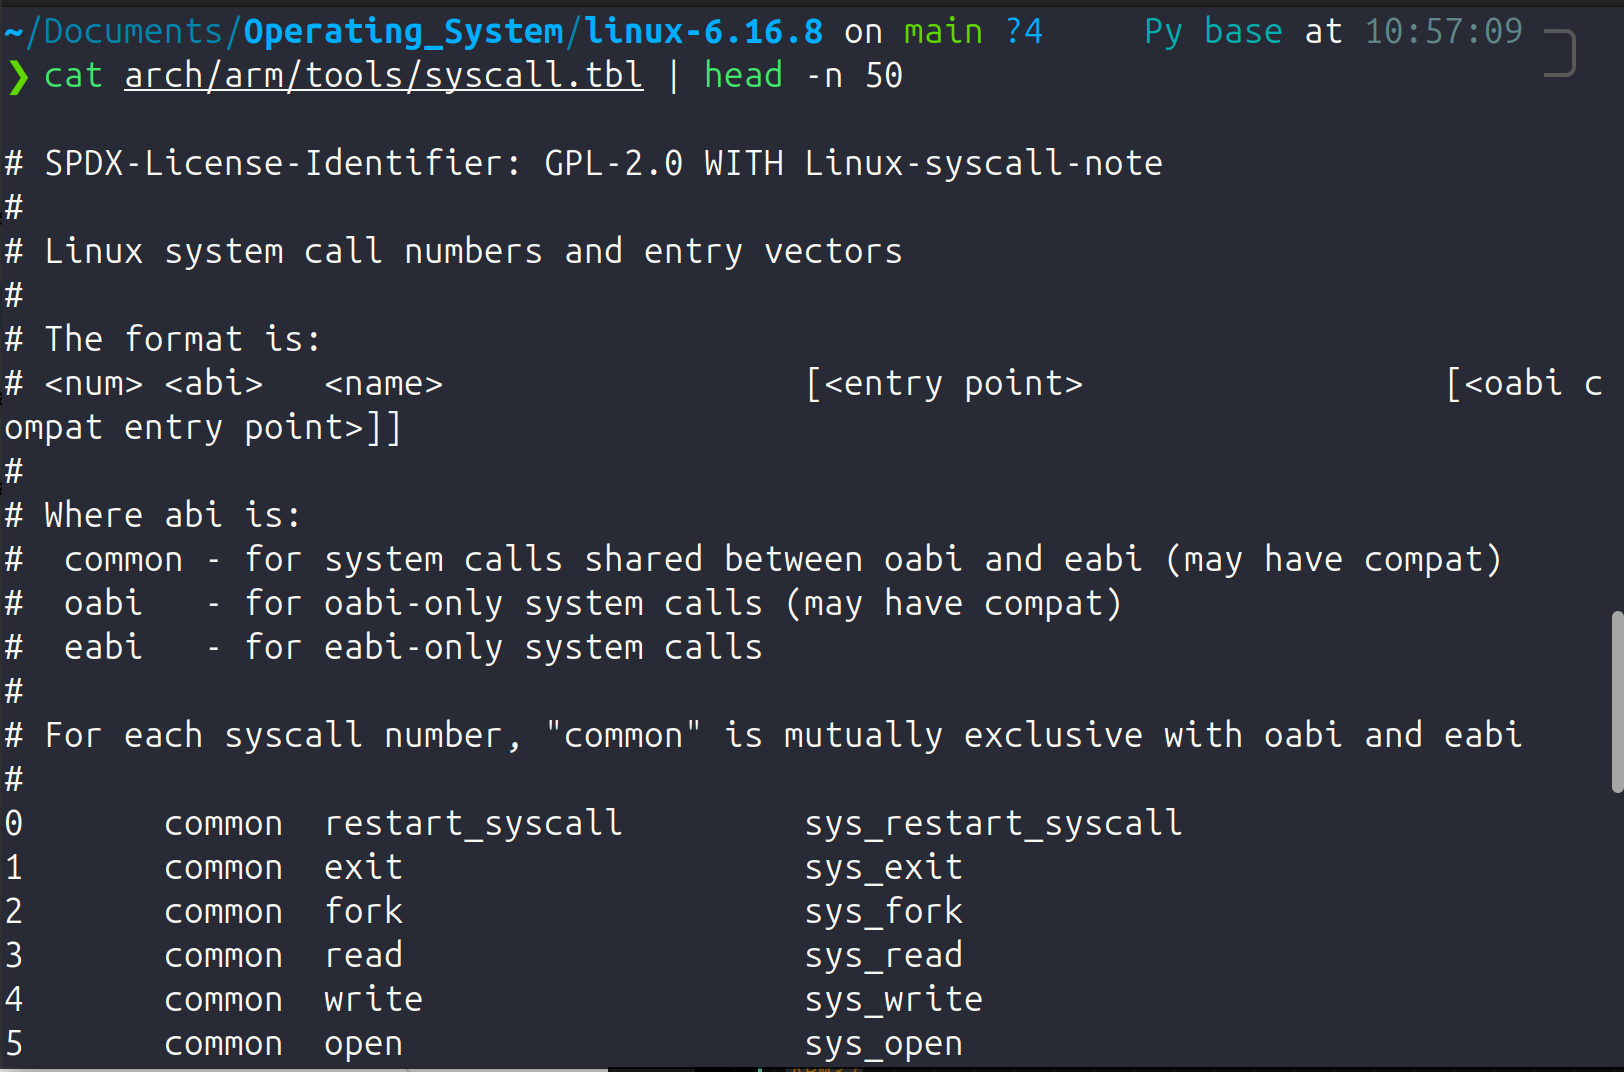 ~/Documents/Operating_System/linux-6.16.8 on main ?4 Py base at 10:57:09
❯ cat arch/arm/tools/syscall.tbl | head -n 50
# SPDX-License-Identifier: GPL-2.0 WITH Linux-syscall-note
#
# Linux system call numbers and entry vectors
#
# The format is:
# <num> <abi>	<name>			[<entry point>			[<oabi c
ompat entry point>]]
#
# Where abi is:
#  common - for system calls shared between oabi and eabi (may have compat)
#  oabi   - for oabi-only system calls (may have compat)
#  eabi   - for eabi-only system calls
#
# For each syscall number, "common" is mutually exclusive with oabi and eabi
#
0	common	restart_syscall		sys_restart_syscall
1	common	exit			sys_exit
2	common	fork			sys_fork
3	common	read			sys_read
4	common	write			sys_write
5	common	open			sys_open